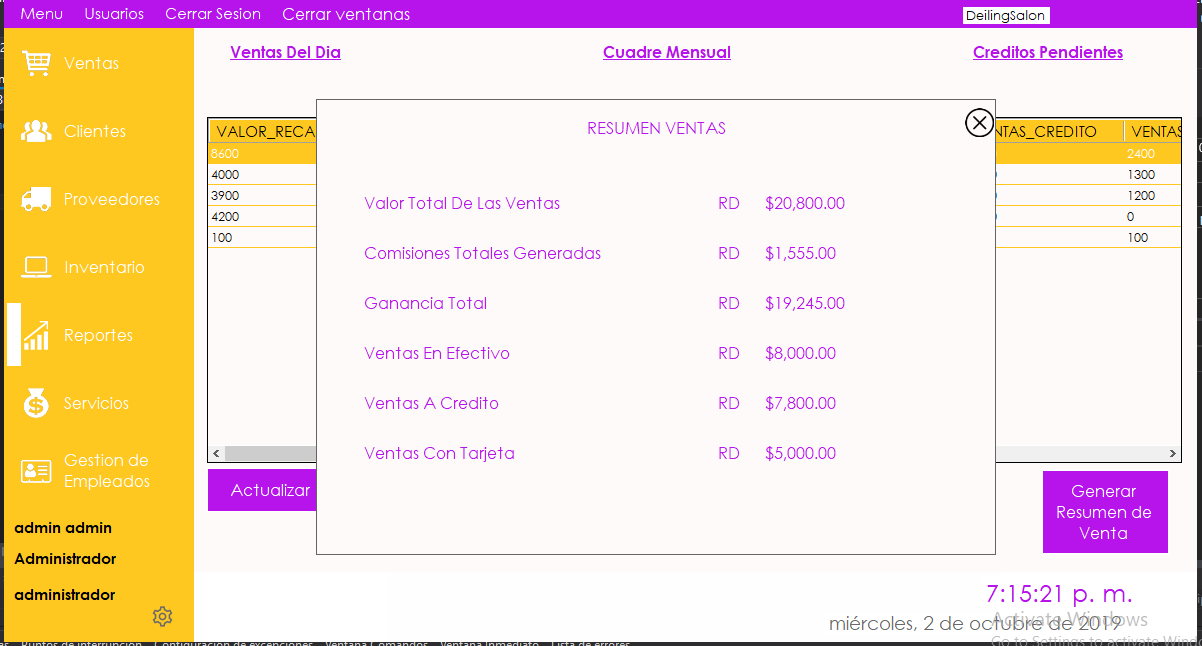 Menu Usuarios Cerrar Sesion Cerrar ventanas DeilingSalon
Ventas Del Dia Cuadre Mensual Creditos Pendientes
Ventas
Clientes
Proveedores
Inventario
Reportes
Servicios
Gestion de
Empleados
admin admin
Administrador
administrador
VALOR_RECA NTAS_CREDITO VENTAS
8600 2400
4000 1300
3900 1200
4200 0
100 100
RESUMEN VENTAS
Valor Total De Las Ventas RD $20,800.00
Comisiones Totales Generadas RD $1,555.00
Ganancia Total RD $19,245.00
Ventas En Efectivo RD $8,000.00
Ventas A Credito RD $7,800.00
Ventas Con Tarjeta RD $5,000.00
Actualizar
Generar
Resumen de
Venta
7:15:21 p. m.
miércoles, 2 de octubre de 2019
Activate Windows
Go to Settings to activate Wind